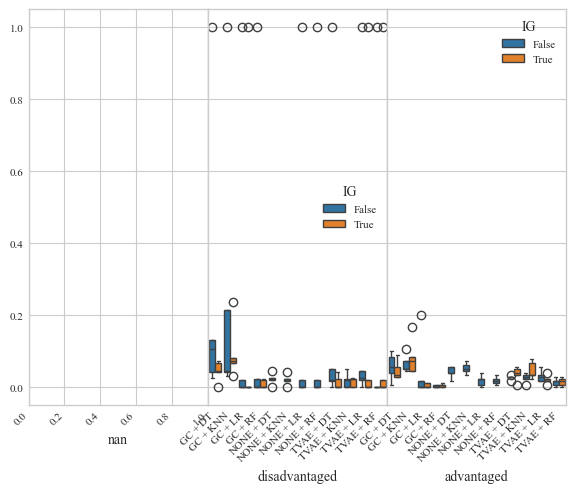 1.0
0.8
0.6
0.4
0.2
0.0
IG
False
True
IG
False
True
0.0
0.2
0.4
0.6
0.8
1.0
GC + DT
GC + KNN
GC + LR
GC + RF
NONE + DT
NONE + KNN
NONE + LR
NONE + RF
TVAE + DT
TVAE + KNN
TVAE + LR
TVAE + RF
GC + DT
GC + KNN
GC + LR
GC + RF
NONE + DT
NONE + KNN
NONE + LR
NONE + RF
TVAE + DT
TVAE + KNN
TVAE + LR
TVAE + RF
nan
disadvantaged
advantaged